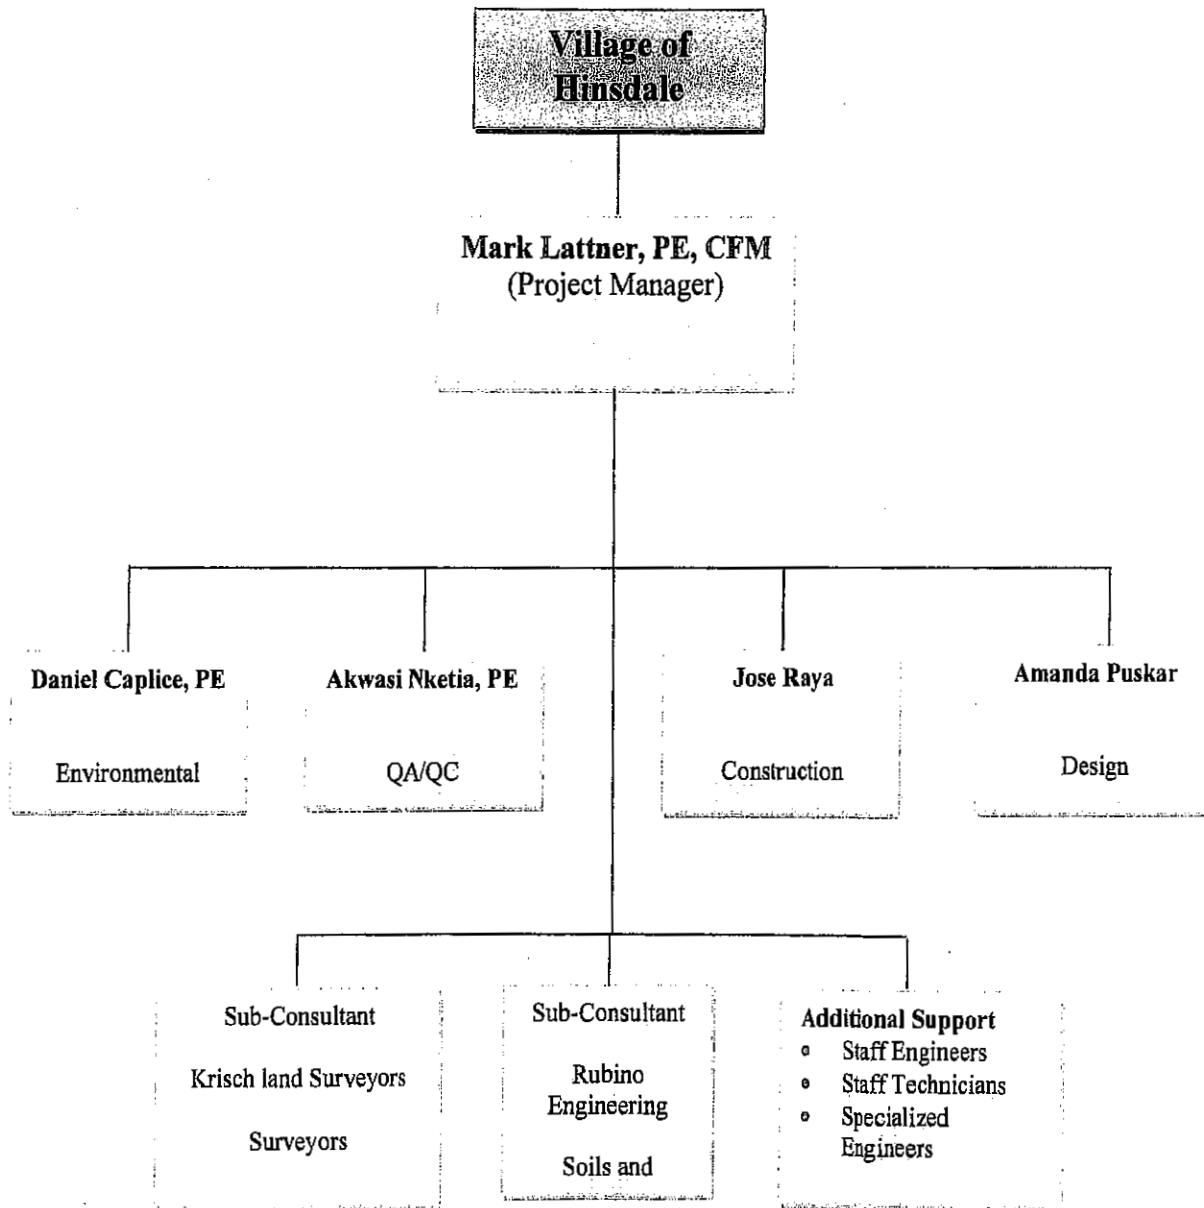 Village of
Hinsdale
Mark Lattner, PE, CFM
(Project Manager)
Daniel Caplice, PE
Environmental
Akwasi Nketia, PE
QA/QC
Jose Raya
Construction
Amanda Puskar
Design
Sub-Consultant
Krisch land Surveyors
Surveyors
Sub-Consultant
Rubino
Engineering
Soils and
Additional Support
Staff Engineers
Staff Technicians
Specialized
Engineers